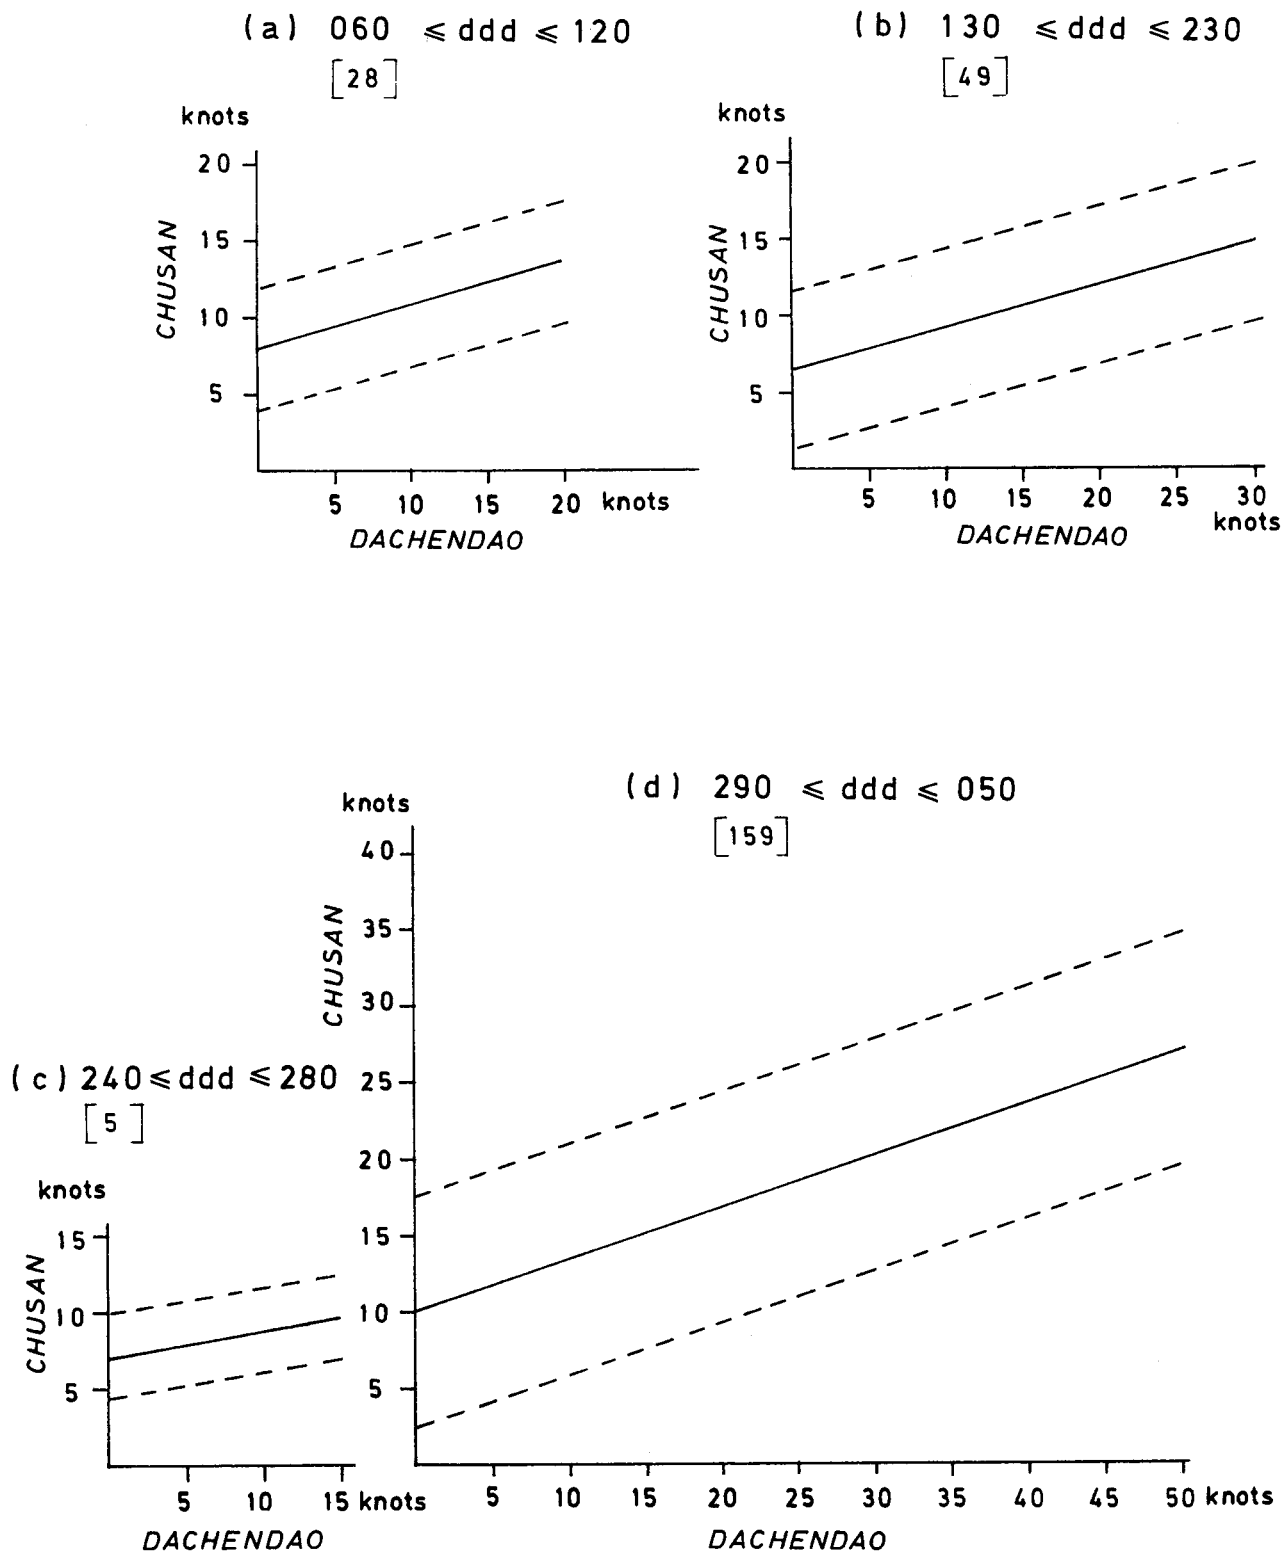 (a) 060 ⩽ ddd ⩽ 120
[28]
knots
20
15
10
5
CHUSAN
5 10 15 20 knots
DACHENDAO
(b) 130 ⩽ ddd ⩽ 230
[49]
knots
20
15
10
5
CHUSAN
5 10 15 20 25 30
knots
DACHENDAO
(c) 240 ⩽ ddd ⩽ 280
[5]
knots
15
10
5
CHUSAN
5 10 15 knots
DACHENDAO
(d) 290 ⩽ ddd ⩽ 050
[159]
knots
40
35
30
25
20
15
10
5
CHUSAN
5 10 15 20 25 30 35 40 45 50 knots
DACHENDAO